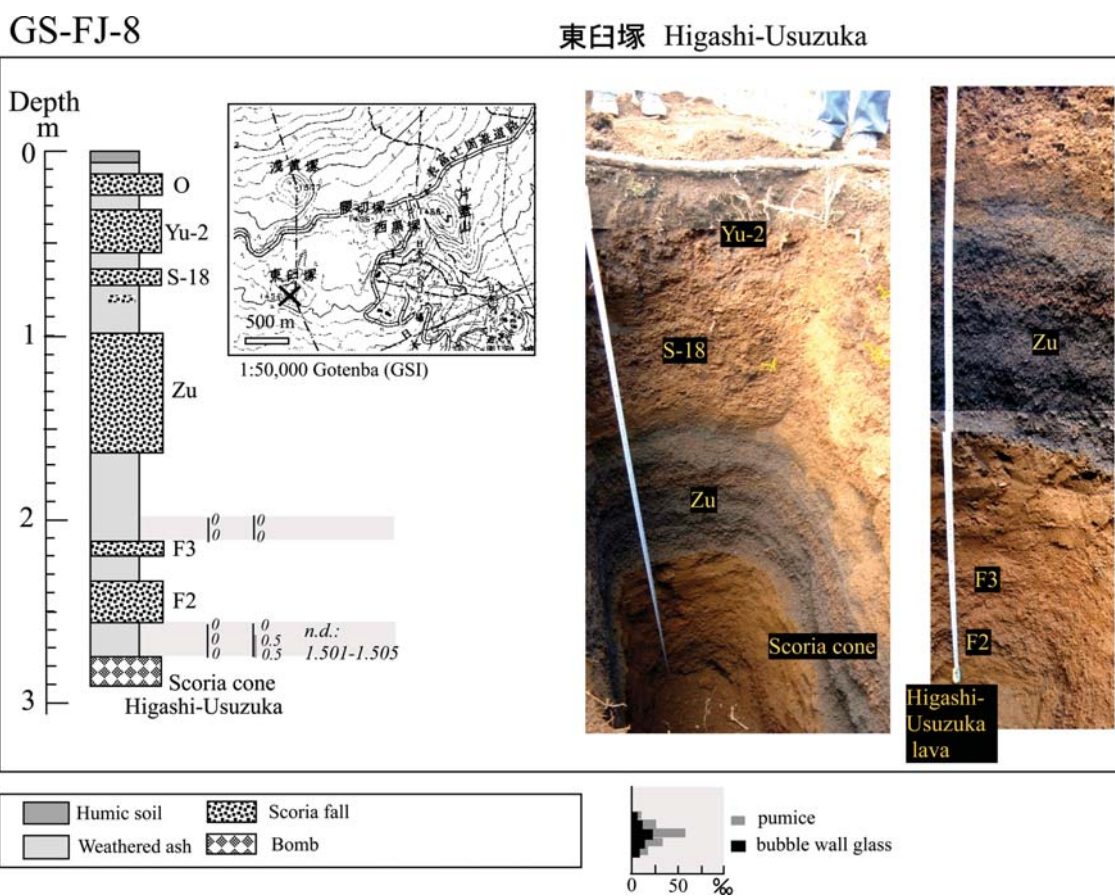 GS-FJ-8
東臼塚 Higashi-Usuzuka
Depth
m
0
O
Yu-2
S-18
1
Zu
2
0 0
0 0
F3
F2
0 0
0 0.5 n.d.:
0 0.5 1.501-1.505
Scoria cone
Higashi-Usuzuka
3
東臼塚
500 m
1:50,000 Gotenba (GSI)
Yu-2
S-18
Zu
Scoria cone
Zu
F3
F2
Higashi-
Usuzuka
lava
Humic soil
Scoria fall
Weathered ash
Bomb
pumice
bubble wall glass
0 50 ‰